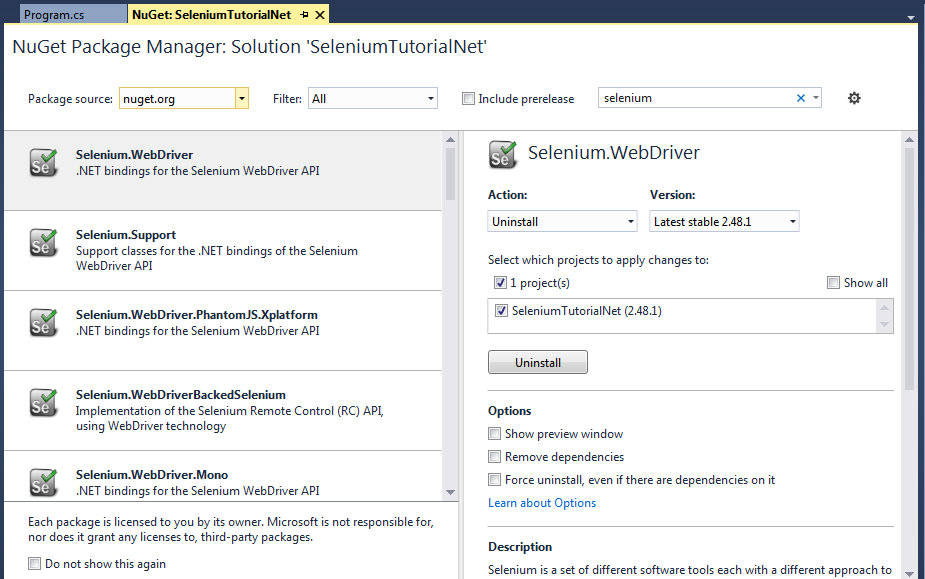 Program.cs
NuGet: SeleniumTutorialNet
NuGet Package Manager: Solution 'SeleniumTutorialNet'
Package source: nuget.org
Filter: All
Include prerelease
selenium
Se
Selenium.WebDriver
.NET bindings for the Selenium WebDriver API
Se
Selenium.Support
Support classes for the .NET bindings of the Selenium
WebDriver API
Se
Selenium.WebDriver.PhantomJS.Xplatform
.NET bindings for the Selenium WebDriver API
Se
Selenium.WebDriverBackedSelenium
Implementation of the Selenium Remote Control (RC) API,
using WebDriver technology
Se
Selenium.WebDriver.Mono
.NET bindings for the Selenium WebDriver API
Each package is licensed to you by its owner. Microsoft is not responsible for,
nor does it grant any licenses to, third-party packages.
Do not show this again
Se
Selenium.WebDriver
Action: Version:
Uninstall Latest stable 2.48.1
Select which projects to apply changes to:
1 project(s) Show all
SeleniumTutorialNet (2.48.1)
Uninstall
Options
Show preview window
Remove dependencies
Force uninstall, even if there are dependencies on it
Learn about Options
Description
Selenium is a set of different software tools each with a different approach to